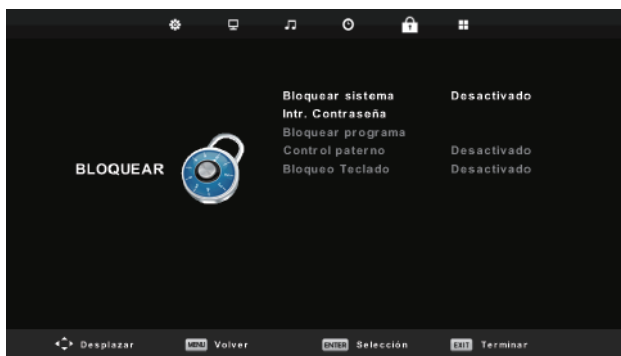 Bloquear sistema Desactivado
Intr. Contraseña
Bloquear programa
Control paterno Desactivado
Bloqueo Teclado Desactivado
BLOQUEAR
Desplazar MENU Volver ENTER Selección EXIT Terminar